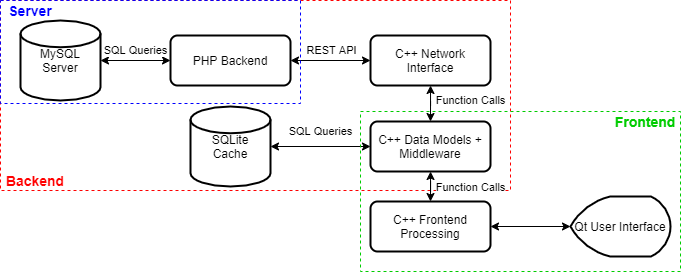 Server
MySQL
Server
SQL Queries
PHP Backend
REST API
C++ Network
Interface
Function Calls
Frontend
SQLite
Cache
SQL Queries
C++ Data Models +
Middleware
Backend
Function Calls
C++ Frontend
Processing
Qt User Interface